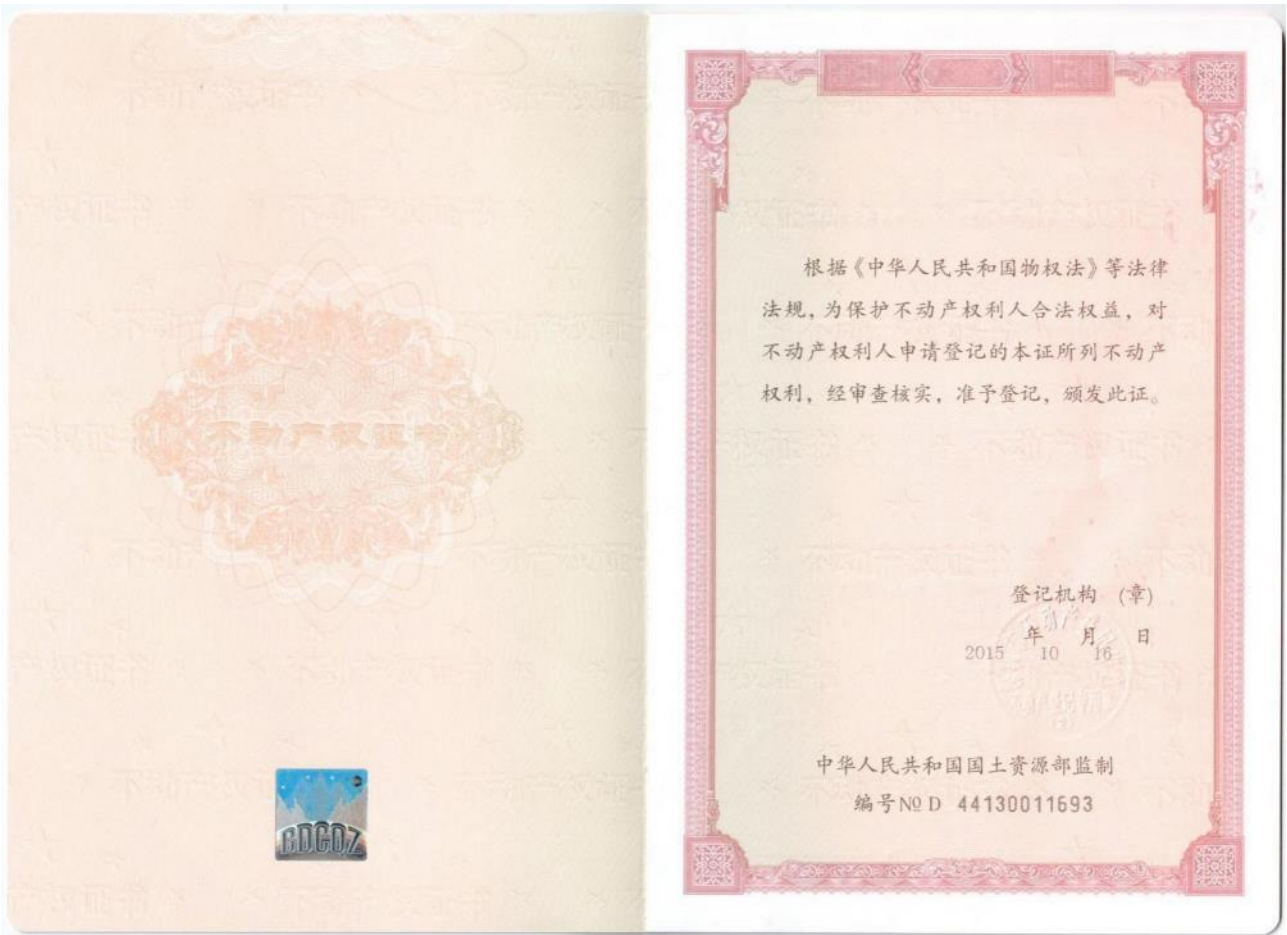 不动产权证书
BDCQZ
根据《中华人民共和国物权法》等法律
法规，为保护不动产权利人合法权益，对
不动产权利人申请登记的本证所列不动产
权利，经审查核实，准予登记，颁发此证。
登记机构 （章）
年 月 日
2015 10 16
中华人民共和国国土资源部监制
编号№ D 44130011693